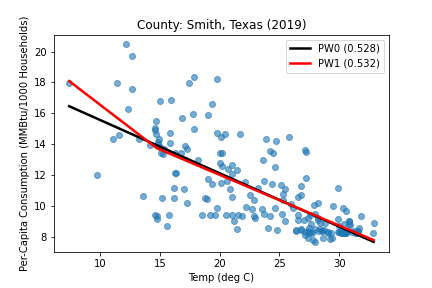 County: Smith, Texas (2019)
PW0 (0.528)
PW1 (0.532)
Per-Capita Consumption (MMBtu/1000 Households)
20
18
16
14
12
10
8
10
15
20
25
30
Temp (deg C)